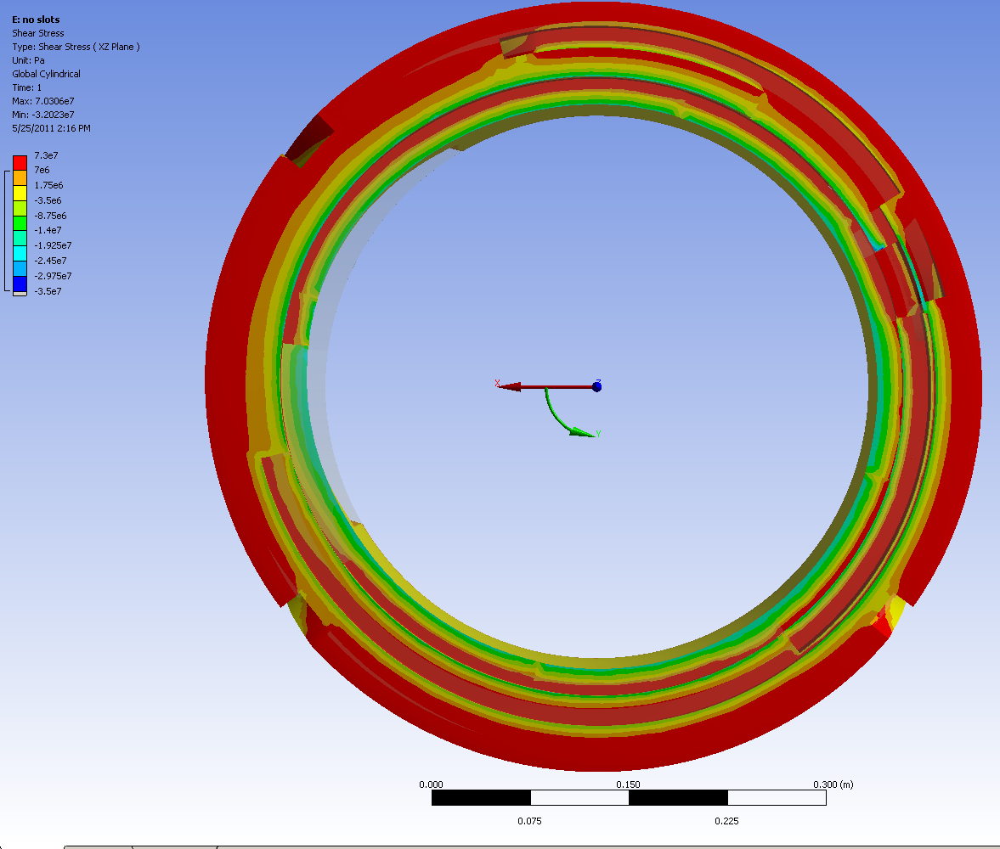 E: no slots
Shear Stress
Type: Shear Stress ( XZ Plane )
Unit: Pa
Global Cylindrical
Time: 1
Max: 7.0306e7
Min: -3.2023e7
5/25/2011 2:16 PM
7.3e7
7e6
1.75e6
-3.5e6
-8.75e6
-1.4e7
-1.925e7
-2.45e7
-2.975e7
-3.5e7
X
Z
Y
0.000 0.150 0.300 (m)
0.075 0.225